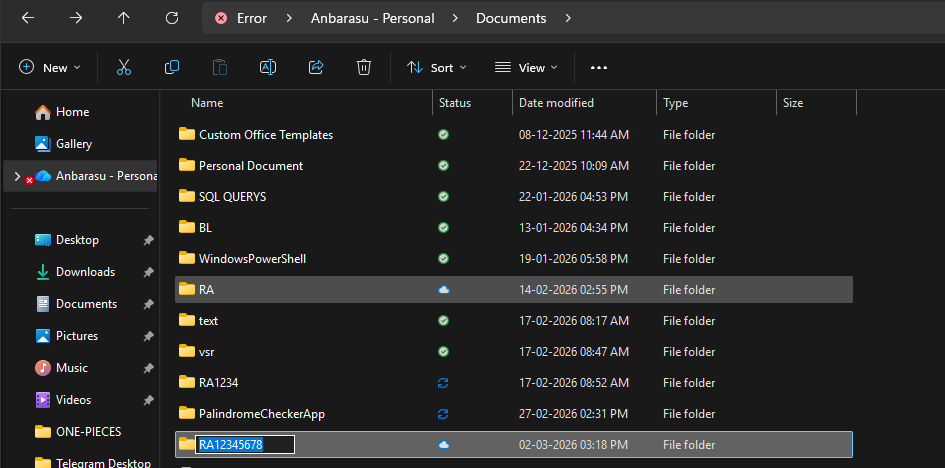 Error > Anbarasu - Personal > Documents >
New Sort View ...
Name Status Date modified Type Size
Home
Gallery
Anbarasu - Persona
Desktop
Downloads
Documents
Pictures
Music
Videos
ONE-PIECES
Telegram Desktop
Custom Office Templates 08-12-2025 11:44 AM File folder
Personal Document 22-12-2025 10:09 AM File folder
SQL QUERYS 22-01-2026 04:53 PM File folder
BL 13-01-2026 04:34 PM File folder
WindowsPowerShell 19-01-2026 05:58 PM File folder
RA 14-02-2026 02:55 PM File folder
text 17-02-2026 08:17 AM File folder
vsr 17-02-2026 08:47 AM File folder
RA1234 17-02-2026 08:52 AM File folder
PalindromeCheckerApp 27-02-2026 02:31 PM File folder
RA12345678 02-03-2026 03:18 PM File folder